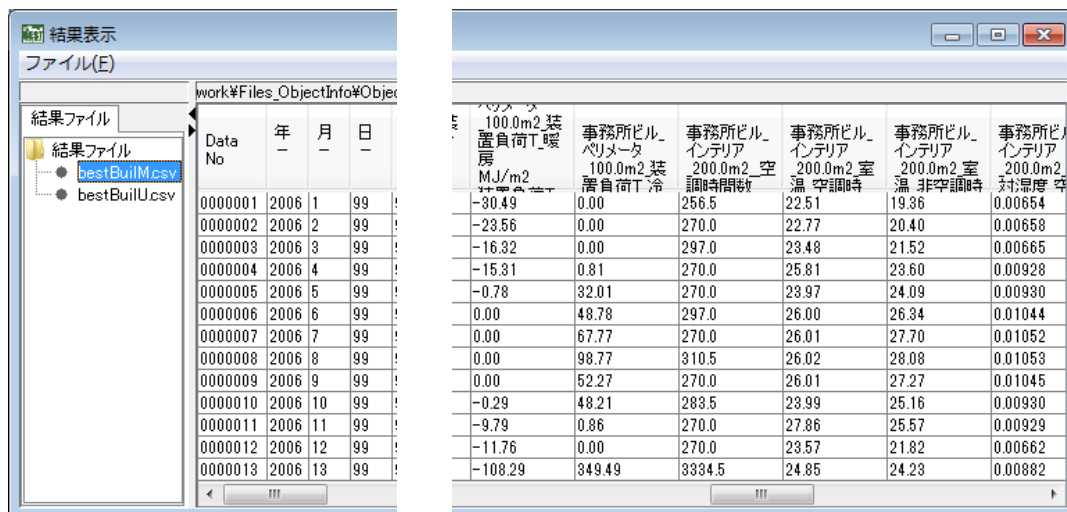 結果表示
ファイル(F)
work¥Files_ObjectInfo¥Objec
結果ファイル
結果ファイル
bestBuilM.csv
bestBuilU.csv
Data No 年 - 月 - 日 - _100.0m2_装置負荷T_暖房 MJ/m2 事務所ビル_ペリメータ_100.0m2_装置負荷T_冷 事務所ビル_インテリア_200.0m2_空調時間数 事務所ビル_インテリア_200.0m2_室温_空調時 事務所ビル_インテリア_200.0m2_室温_非空調時 事務所ビ インテリア _200.0m2_ 対湿度_空
0000001 2006 1 99 -30.49 0.00 256.5 22.51 19.36 0.00654
0000002 2006 2 99 -23.56 0.00 270.0 22.77 20.40 0.00658
0000003 2006 3 99 -16.32 0.00 297.0 23.48 21.52 0.00665
0000004 2006 4 99 -15.31 0.81 270.0 25.81 23.60 0.00928
0000005 2006 5 99 -0.78 32.01 270.0 23.97 24.09 0.00930
0000006 2006 6 99 0.00 48.78 297.0 26.00 26.34 0.01044
0000007 2006 7 99 0.00 67.77 270.0 26.01 27.70 0.01052
0000008 2006 8 99 0.00 98.77 310.5 26.02 28.08 0.01053
0000009 2006 9 99 0.00 52.27 270.0 26.01 27.27 0.01045
0000010 2006 10 99 -0.29 48.21 283.5 23.99 25.16 0.00930
0000011 2006 11 99 -9.79 0.86 270.0 27.86 25.57 0.00929
0000012 2006 12 99 -11.76 0.00 270.0 23.57 21.82 0.00662
0000013 2006 13 99 -108.29 349.49 3334.5 24.85 24.23 0.00882